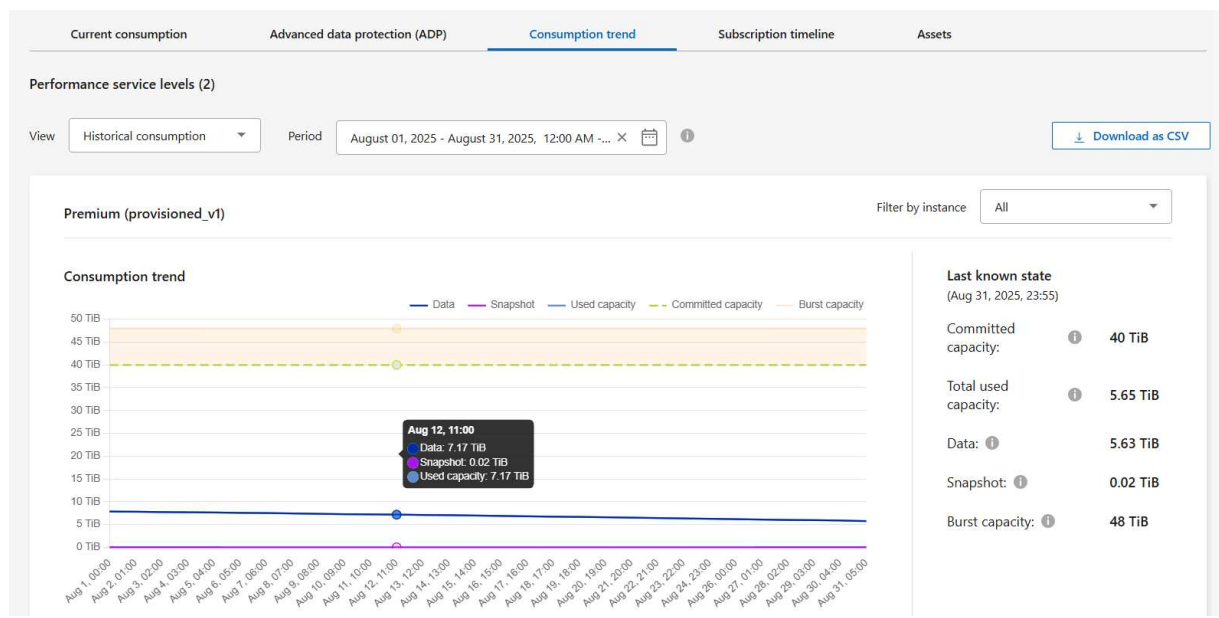 Current consumption
Advanced data protection (ADP)
Consumption trend
Subscription timeline
Assets
Performance service levels (2)
View
Historical consumption
Period
August 01, 2025 - August 31, 2025, 12:00 AM -...
Download as CSV
Premium (provisioned_v1)
Filter by instance
All
Consumption trend
Data
Snapshot
Used capacity
Committed capacity
Burst capacity
50 TiB
45 TiB
40 TiB
35 TiB
30 TiB
25 TiB
20 TiB
15 TiB
10 TiB
5 TiB
0 TiB
Aug 12, 11:00
Data: 7.17 TiB
Snapshot: 0.02 TiB
Used capacity: 7.17 TiB
Aug 1, 00:00
Aug 2, 01:00
Aug 3, 02:00
Aug 4, 03:00
Aug 5, 04:00
Aug 6, 05:00
Aug 7, 06:00
Aug 8, 07:00
Aug 9, 08:00
Aug 10, 09:00
Aug 11, 10:00
Aug 12, 11:00
Aug 13, 12:00
Aug 14, 13:00
Aug 15, 14:00
Aug 16, 15:00
Aug 17, 16:00
Aug 18, 17:00
Aug 19, 18:00
Aug 20, 19:00
Aug 21, 20:00
Aug 22, 21:00
Aug 23, 22:00
Aug 24, 23:00
Aug 26, 00:00
Aug 27, 01:00
Aug 28, 02:00
Aug 29, 03:00
Aug 30, 04:00
Aug 31, 05:00
Last known state
(Aug 31, 2025, 23:55)
Committed
capacity:
40 TiB
Total used
capacity:
5.65 TiB
Data:
5.63 TiB
Snapshot:
0.02 TiB
Burst capacity:
48 TiB